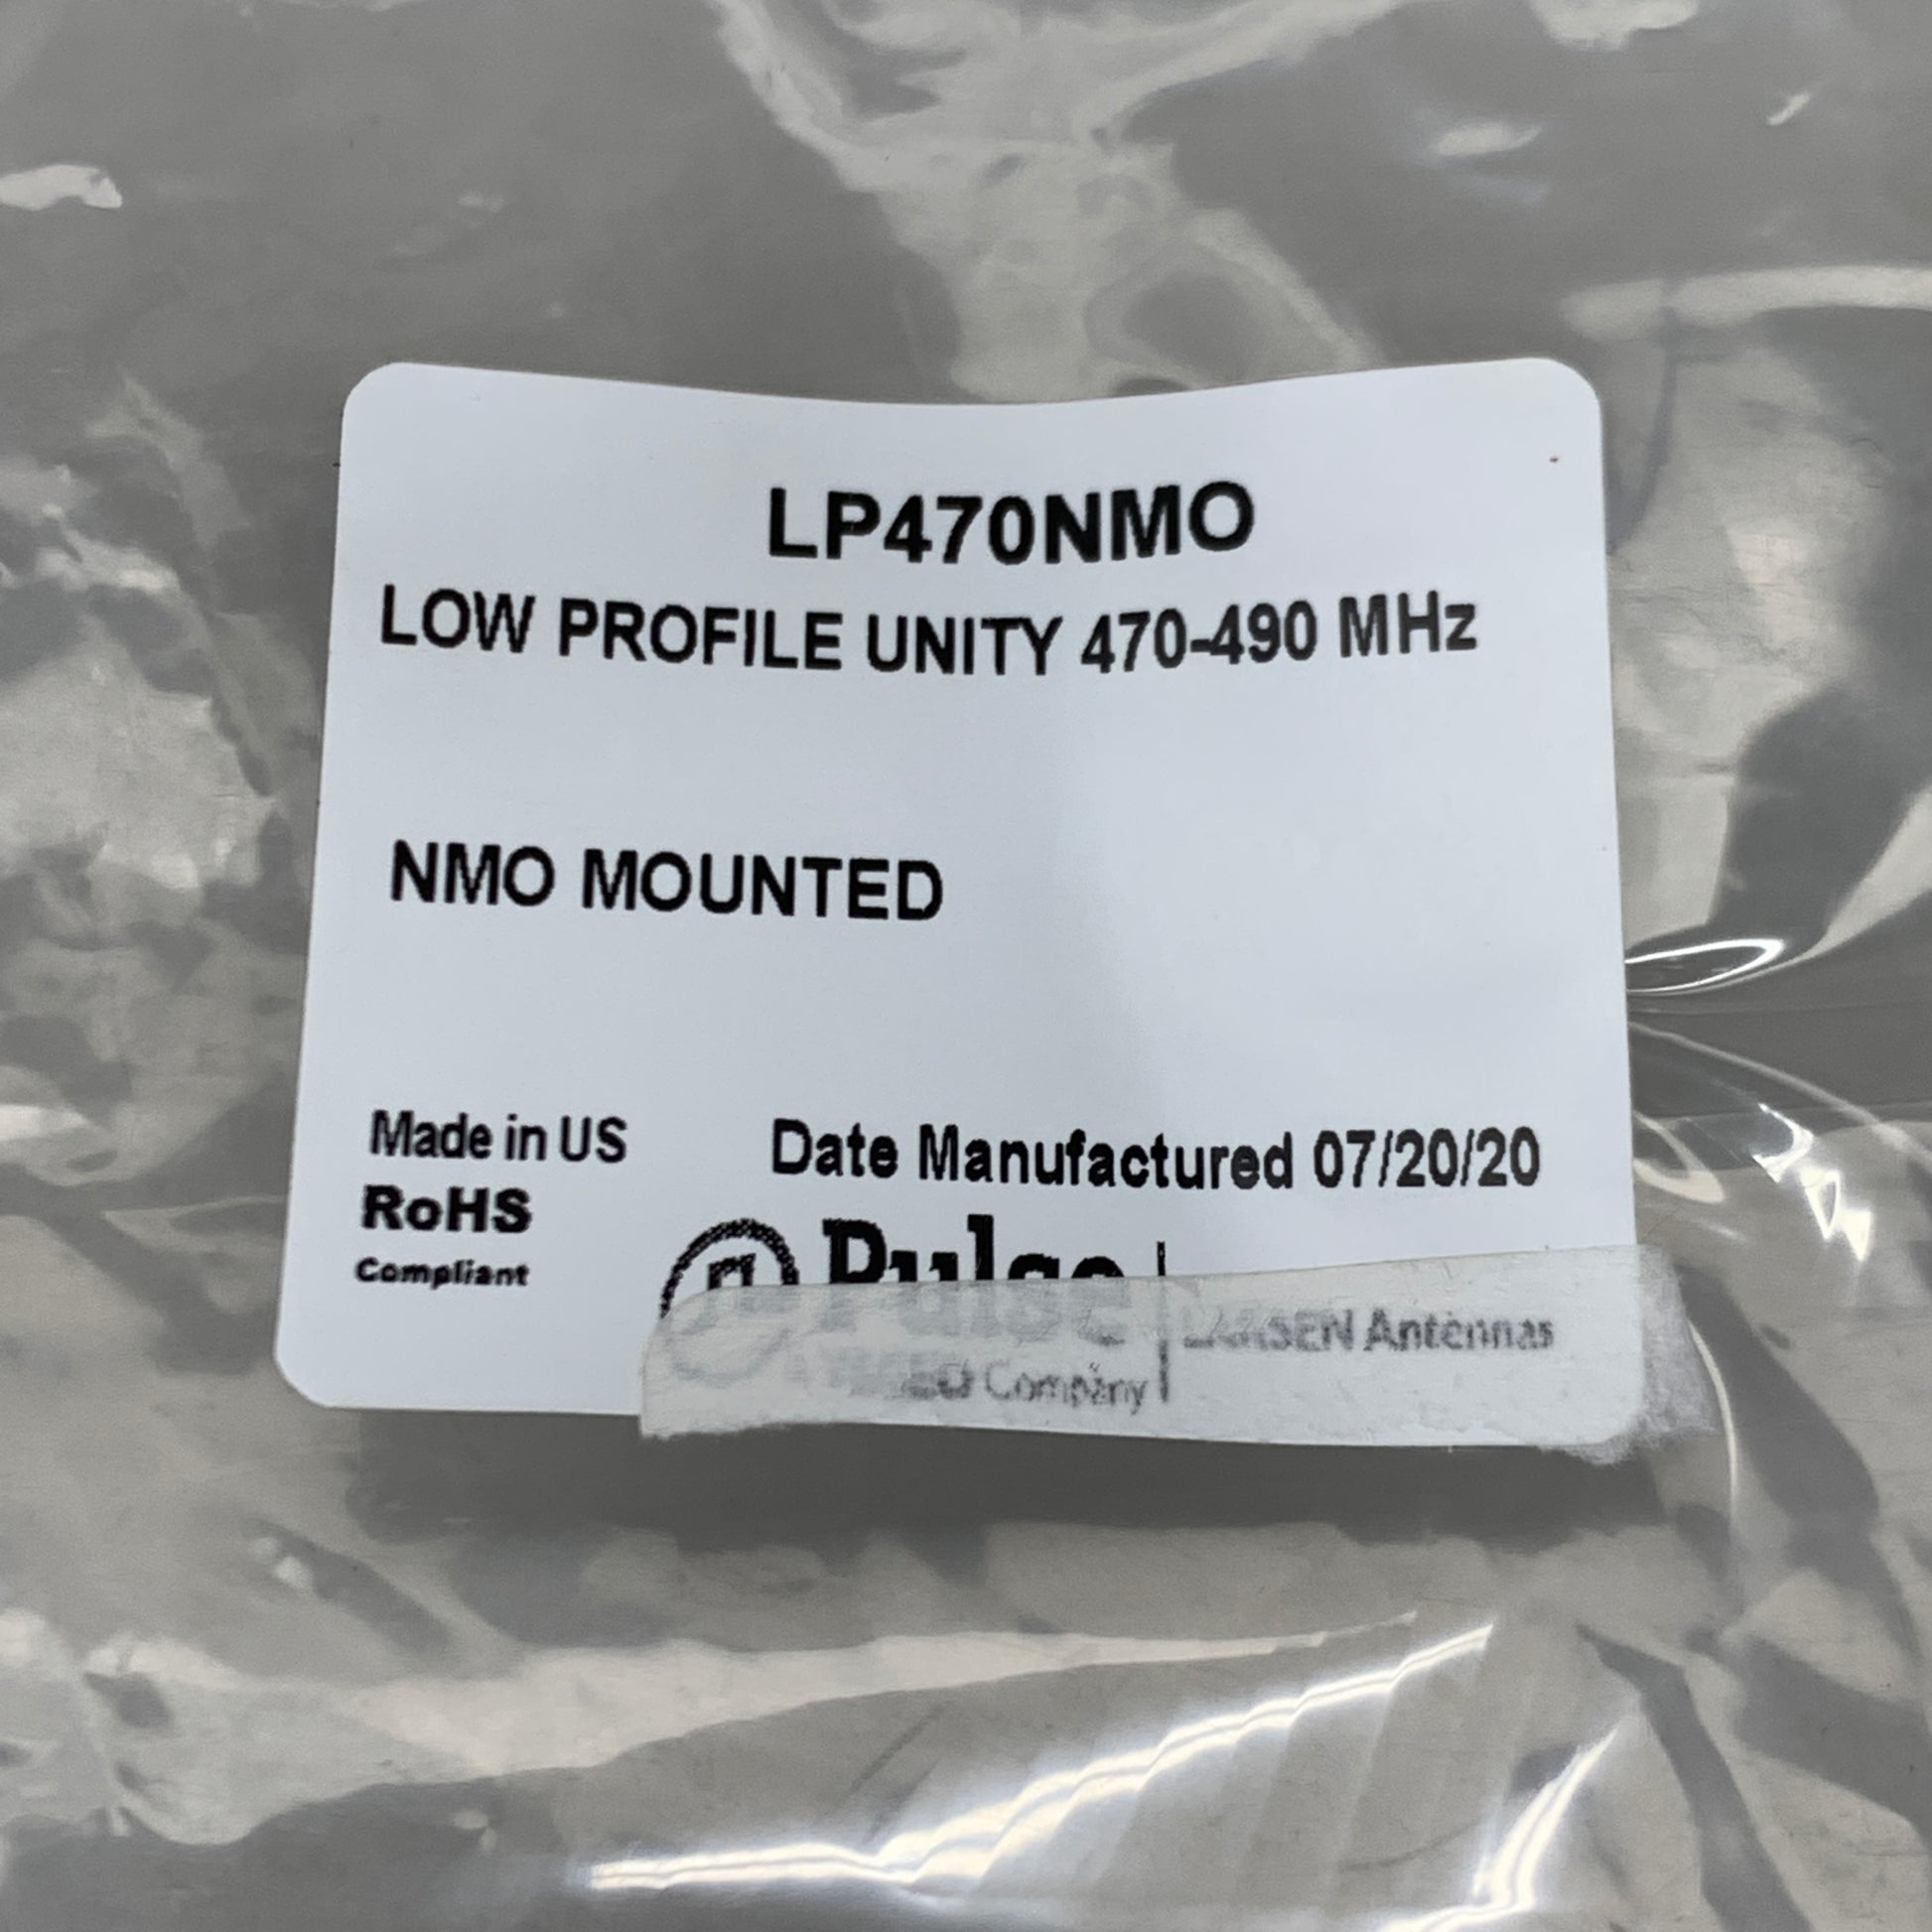 LP470NMO
LOW PROFILE UNITY 470-490 MHz
NMO MOUNTED
Made in US
Date Manufactured 07/20/20
RoHS
Compliant
Pulse
LARSEN Antennas
Company